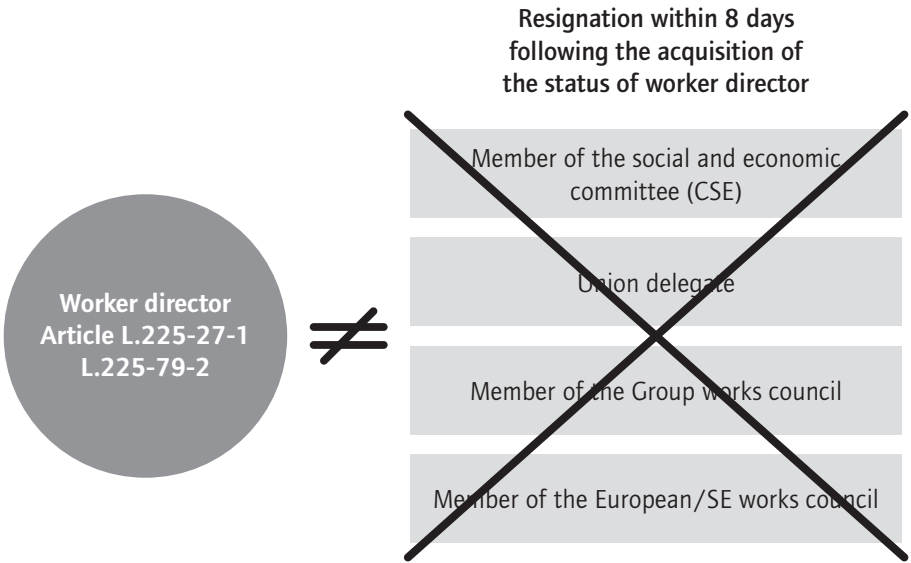 Resignation within 8 days
following the acquisition of
the status of worker director
Member of the social and economic
committee (CSE)
Union delegate
Worker director
Article L.225-27-1
L.225-79-2
≠
Member of the Group works council
Member of the European/SE works council